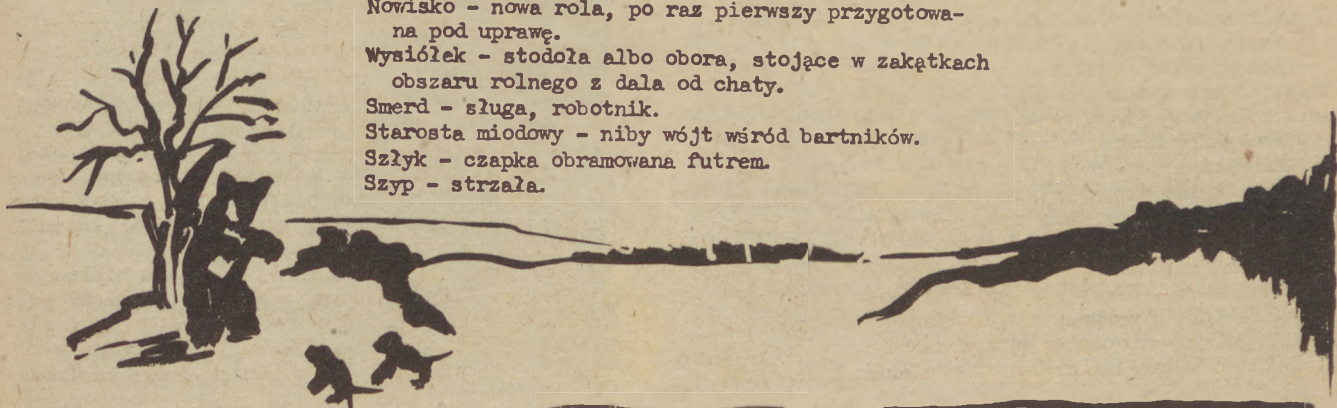 Nowisko - nowa rola, po raz pierwszy przygotowa-
na pod uprawę.
Wysiółek - stodoła albo obora, stojące w zakątkach
obszaru rolnego z dala od chaty.
Smerd - sługa, robotnik.
Starosta miodowy - niby wójt wśród bartników.
Szłyk - czapka obramowana futrem.
Szyp - strzała.